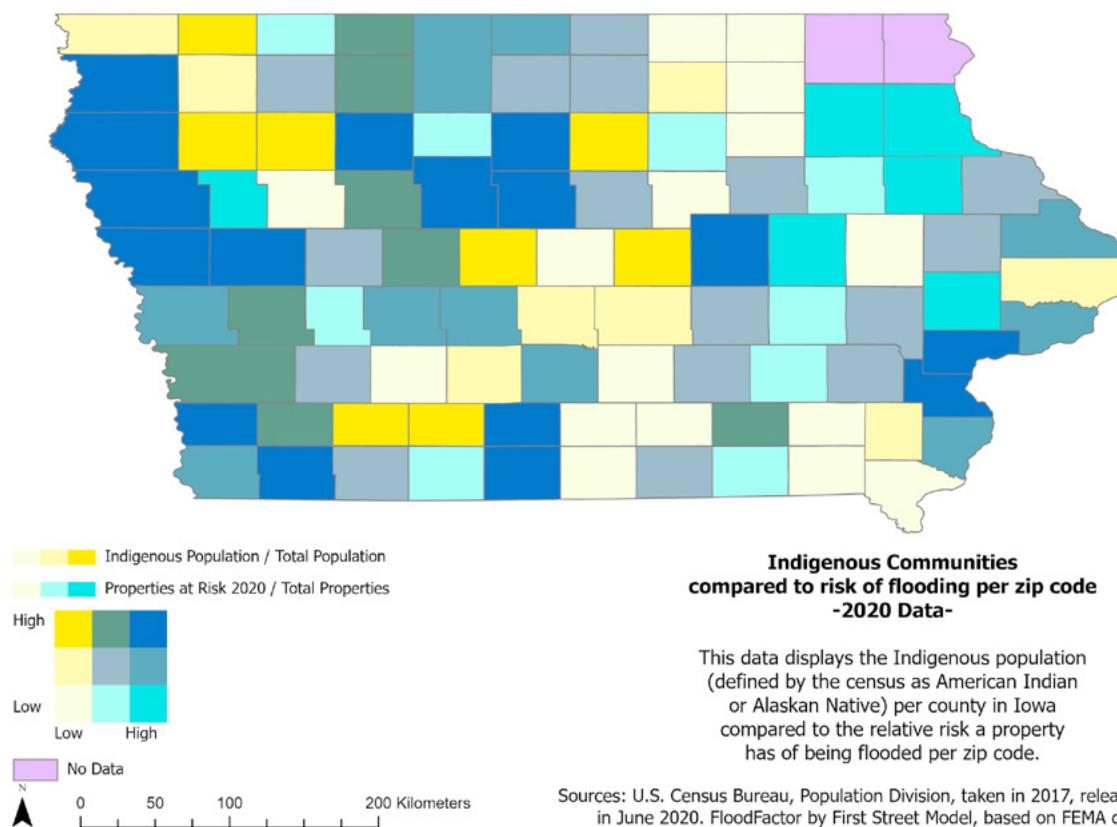 Indigenous Population / Total Population
Properties at Risk 2020 / Total Properties
High
Low
Low High
No Data
N
0 50 100 200 Kilometers
Indigenous Communities
compared to risk of flooding per zip code
-2020 Data-
This data displays the Indigenous population
(defined by the census as American Indian
or Alaskan Native) per county in Iowa
compared to the relative risk a property
has of being flooded per zip code.
Sources: U.S. Census Bureau, Population Division, taken in 2017, relea
in June 2020. FloodFactor by First Street Model, based on FEMA